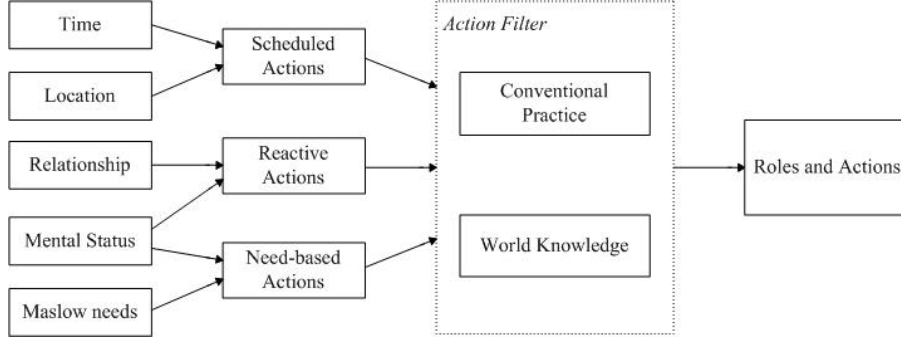 Time
Location
Relationship
Mental Status
Maslow needs
Scheduled
Actions
Reactive
Actions
Need-based
Actions
Action Filter
Conventional
Practice
World Knowledge
Roles and Actions